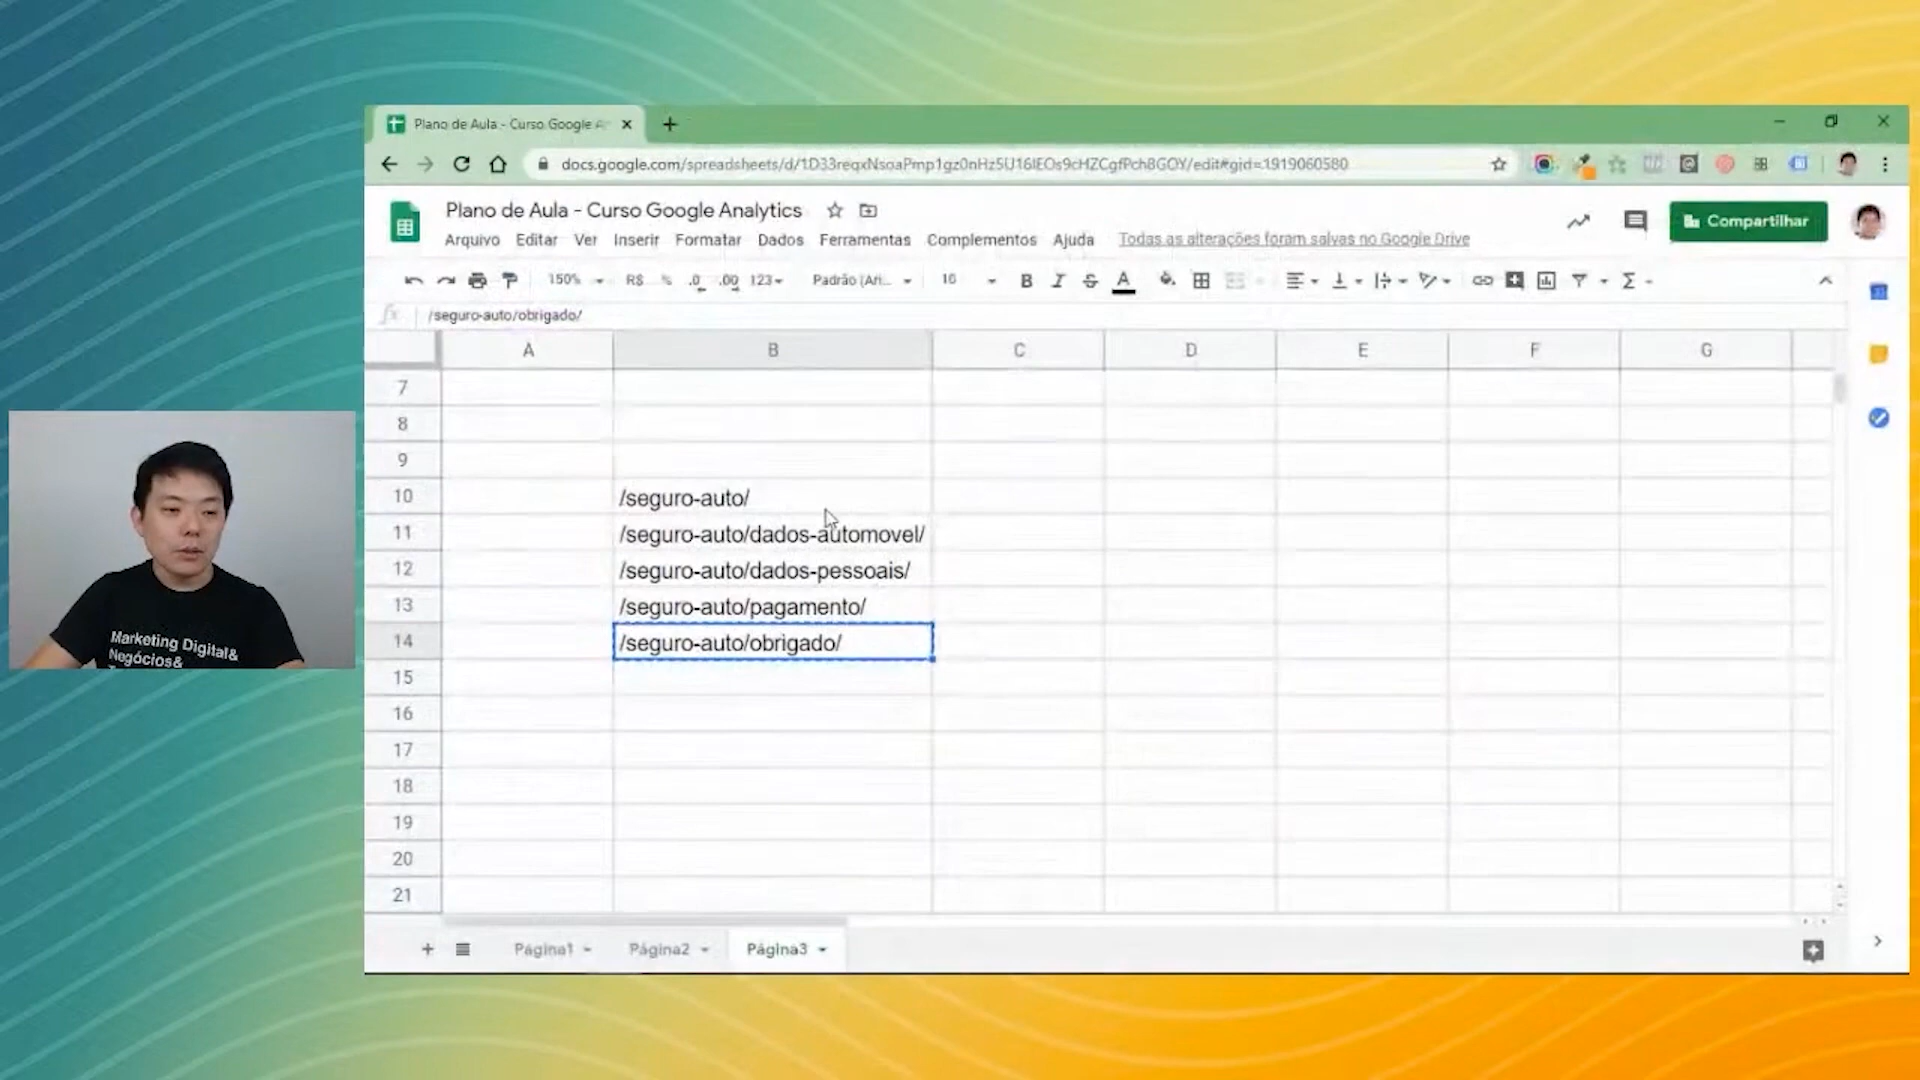 Plano de Aula - Curso Google A
docs.google.com/spreadsheets/d/1D33reqxNsoaPmp1gz0nHz5U16IEOs9cHZCgfPch8GOY/edit#gid=1919060580
Plano de Aula - Curso Google Analytics
Compartilhar
Arquivo Editar Ver Inserir Formatar Dados Ferramentas Complementos Ajuda Todas as alterações foram salvas no Google Drive
150% R$ % .0 .00 123 Padrão (Ari... 10 B I S A
fx /seguro-auto/obrigado/
A B C D E F G
7
8
9
10 /seguro-auto/
11 /seguro-auto/dados-automovel/
12 /seguro-auto/dados-pessoais/
13 /seguro-auto/pagamento/
14 /seguro-auto/obrigado/
15
16
17
18
19
20
21
Página1 Página2 Página3
Marketing Digital&
Negócios&